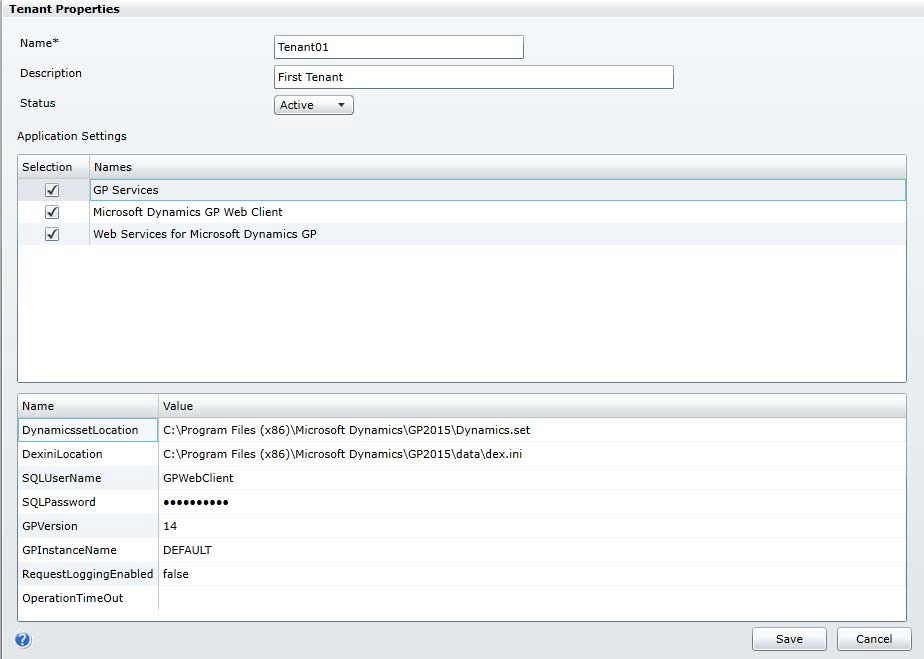 Tenant Properties
Name* Tenant01
Description First Tenant
Status Active
Application Settings
Selection Names
GP Services
Microsoft Dynamics GP Web Client
Web Services for Microsoft Dynamics GP
Name Value
DynamicssetLocation C:\Program Files (x86)\Microsoft Dynamics\GP2015\Dynamics.set
DexiniLocation C:\Program Files (x86)\Microsoft Dynamics\GP2015\data\dex.ini
SQLUserName GPWebClient
SQLPassword ●●●●●●●●●●
GPVersion 14
GPInstanceName DEFAULT
RequestLoggingEnabled false
OperationTimeOut
? Save Cancel